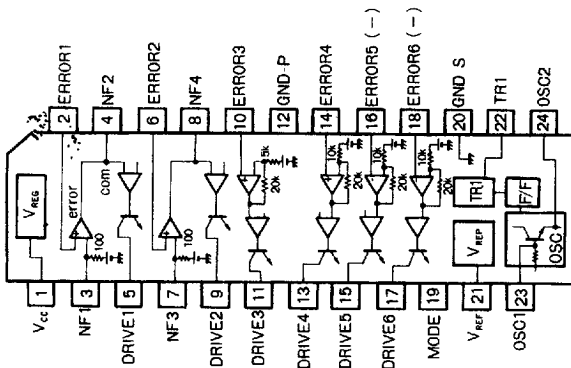 ERROR1
NF2
ERROR2
NF4
ERROR3
GND-P
ERROR4
ERROR5 (−)
ERROR6 (−)
GND S
TR1
OSC2
2
4
6
8
10
12
14
16
18
20
22
24
VREG
error
com
100
100
5k
20k
10k
20k
10k
20k
10k
20k
TR1
F/F
VREP
OSC
1
3
5
7
9
11
13
15
17
19
21
23
Vcc
NF1
DRIVE1
NF3
DRIVE2
DRIVE3
DRIVE4
DRIVE5
DRIVE6
MODE
VREF
OSC1